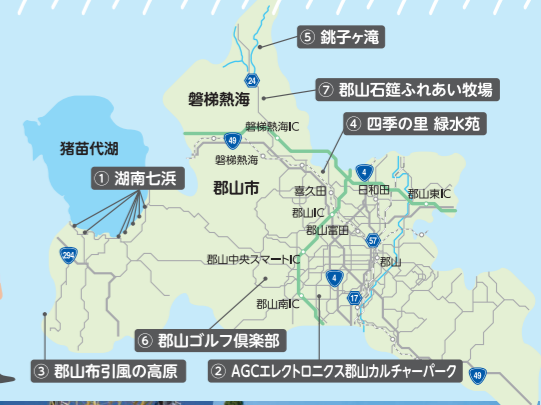 ⑤ 銚子ヶ滝
24
⑦ 郡山石筵ふれあい牧場
磐梯熱海
磐梯熱海IC
④ 四季の里 緑水苑
49
猪苗代湖
磐梯熱海
4
① 湖南七浜
郡山市
喜久田
日和田
郡山東IC
郡山IC
郡山富田
57
294
郡山中央スマートIC
郡山
4
17
郡山南IC
⑥ 郡山ゴルフ倶楽部
③ 郡山布引風の高原
② AGCエレクトロニクス郡山カルチャーパーク
49